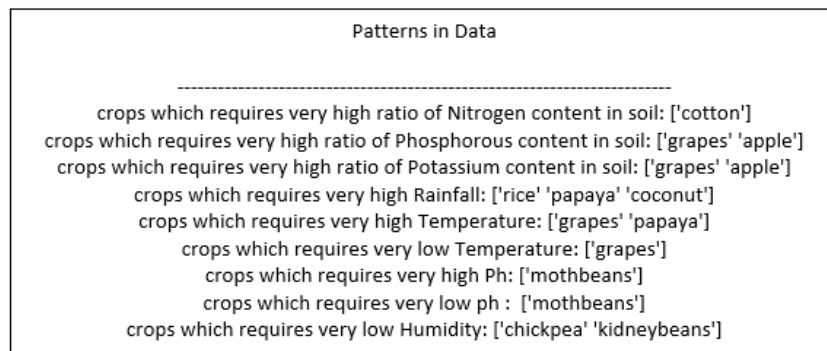 Patterns in Data
--------------------------------------------------------------------------
crops which requires very high ratio of Nitrogen content in soil: ['cotton']
crops which requires very high ratio of Phosphorous content in soil: ['grapes' 'apple']
crops which requires very high ratio of Potassium content in soil: ['grapes' 'apple']
crops which requires very high Rainfall: ['rice' 'papaya' 'coconut']
crops which requires very high Temperature: ['grapes' 'papaya']
crops which requires very low Temperature: ['grapes']
crops which requires very high Ph: ['mothbeans']
crops which requires very low ph :  ['mothbeans']
crops which requires very low Humidity: ['chickpea' 'kidneybeans']